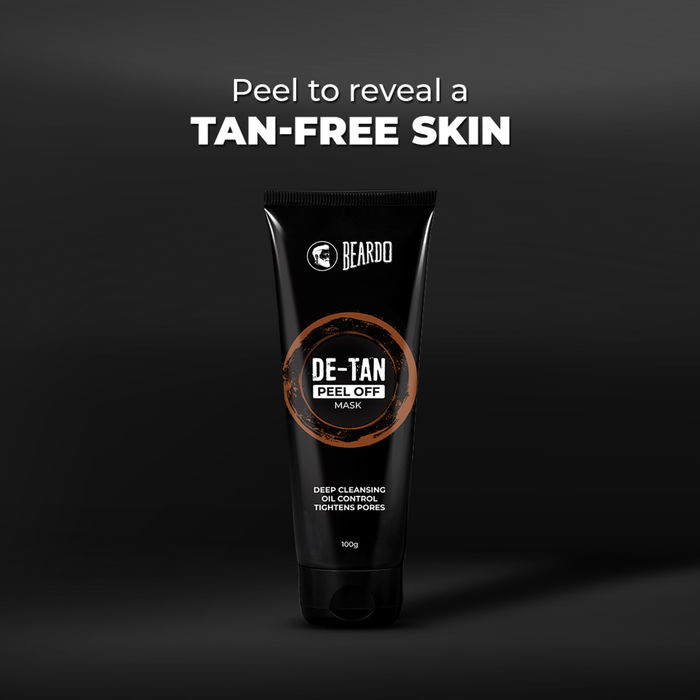 Peel to reveal a
TAN-FREE SKIN
BEARDO
DE-TAN
PEEL OFF
MASK
DEEP CLEANSING
OIL CONTROL
TIGHTENS PORES
100g